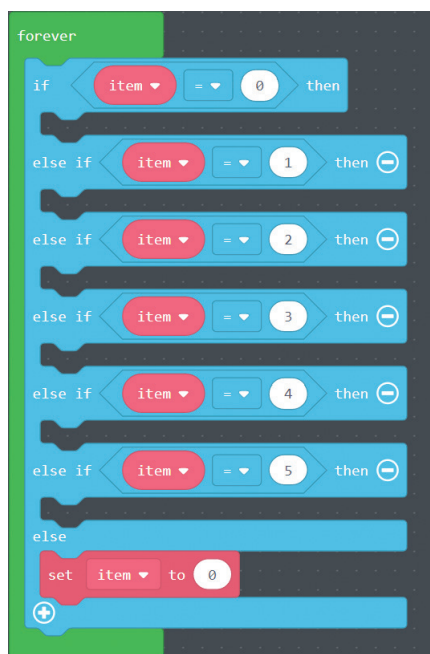 forever
if item = 0 then
else if item = 1 then
else if item = 2 then
else if item = 3 then
else if item = 4 then
else if item = 5 then
else
set item to 0